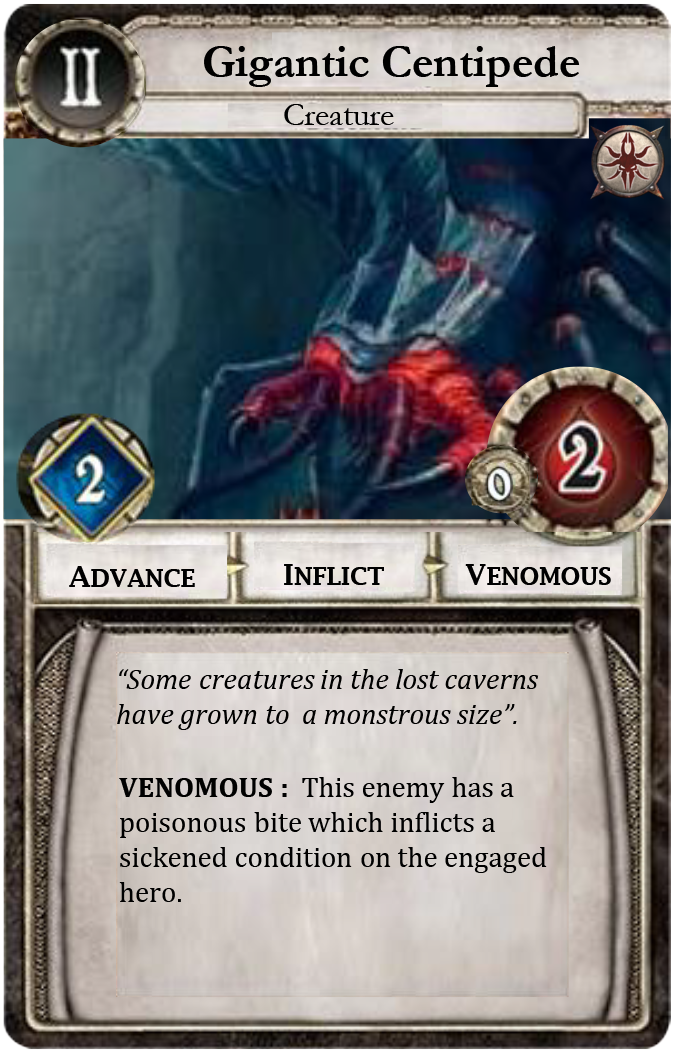 II
Gigantic Centipede
Creature
2
0
2
ADVANCE
INFLICT
VENOMOUS
“Some creatures in the lost caverns
have grown to  a monstrous size”.
VENOMOUS :  This enemy has a
poisonous bite which inflicts a
sickened condition on the engaged
hero.